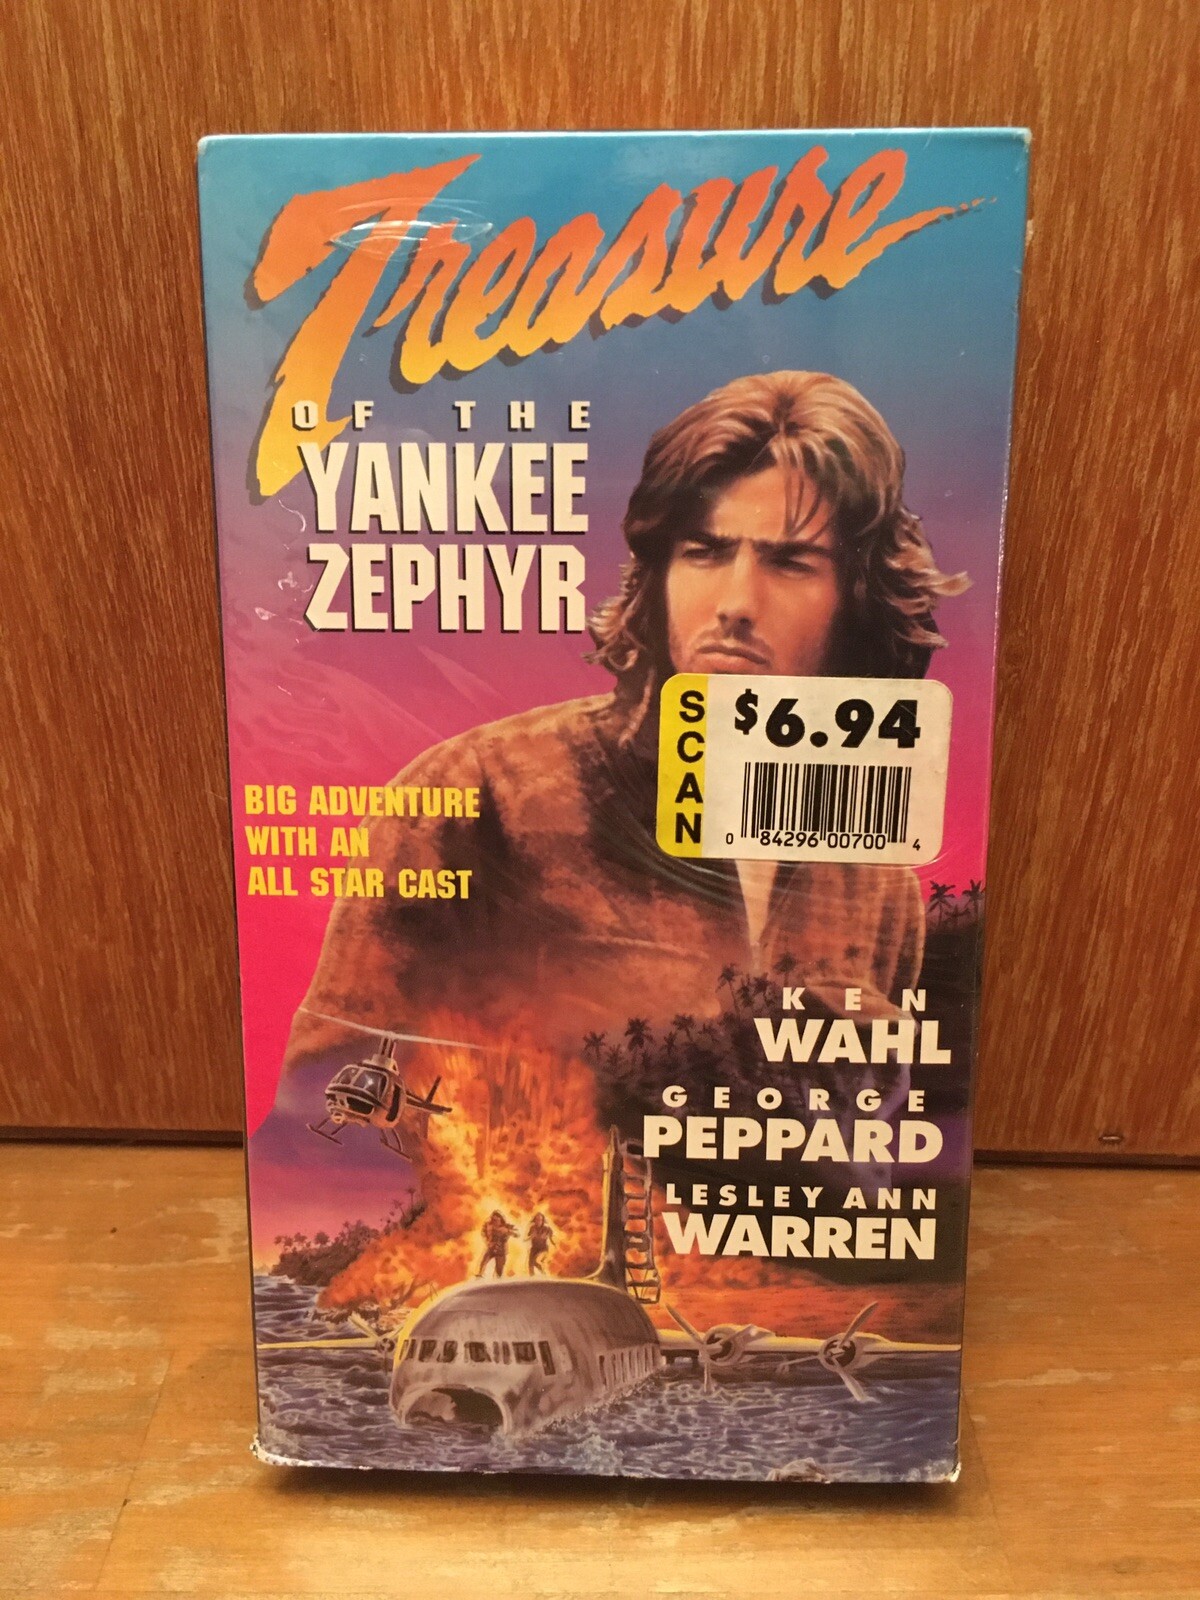 Treasure
OF THE
YANKEE
ZEPHYR
SCAN
$6.94
0 84296 00700 4
BIG ADVENTURE
WITH AN
ALL STAR CAST
KEN
WAHL
GEORGE
PEPPARD
LESLEY ANN
WARREN